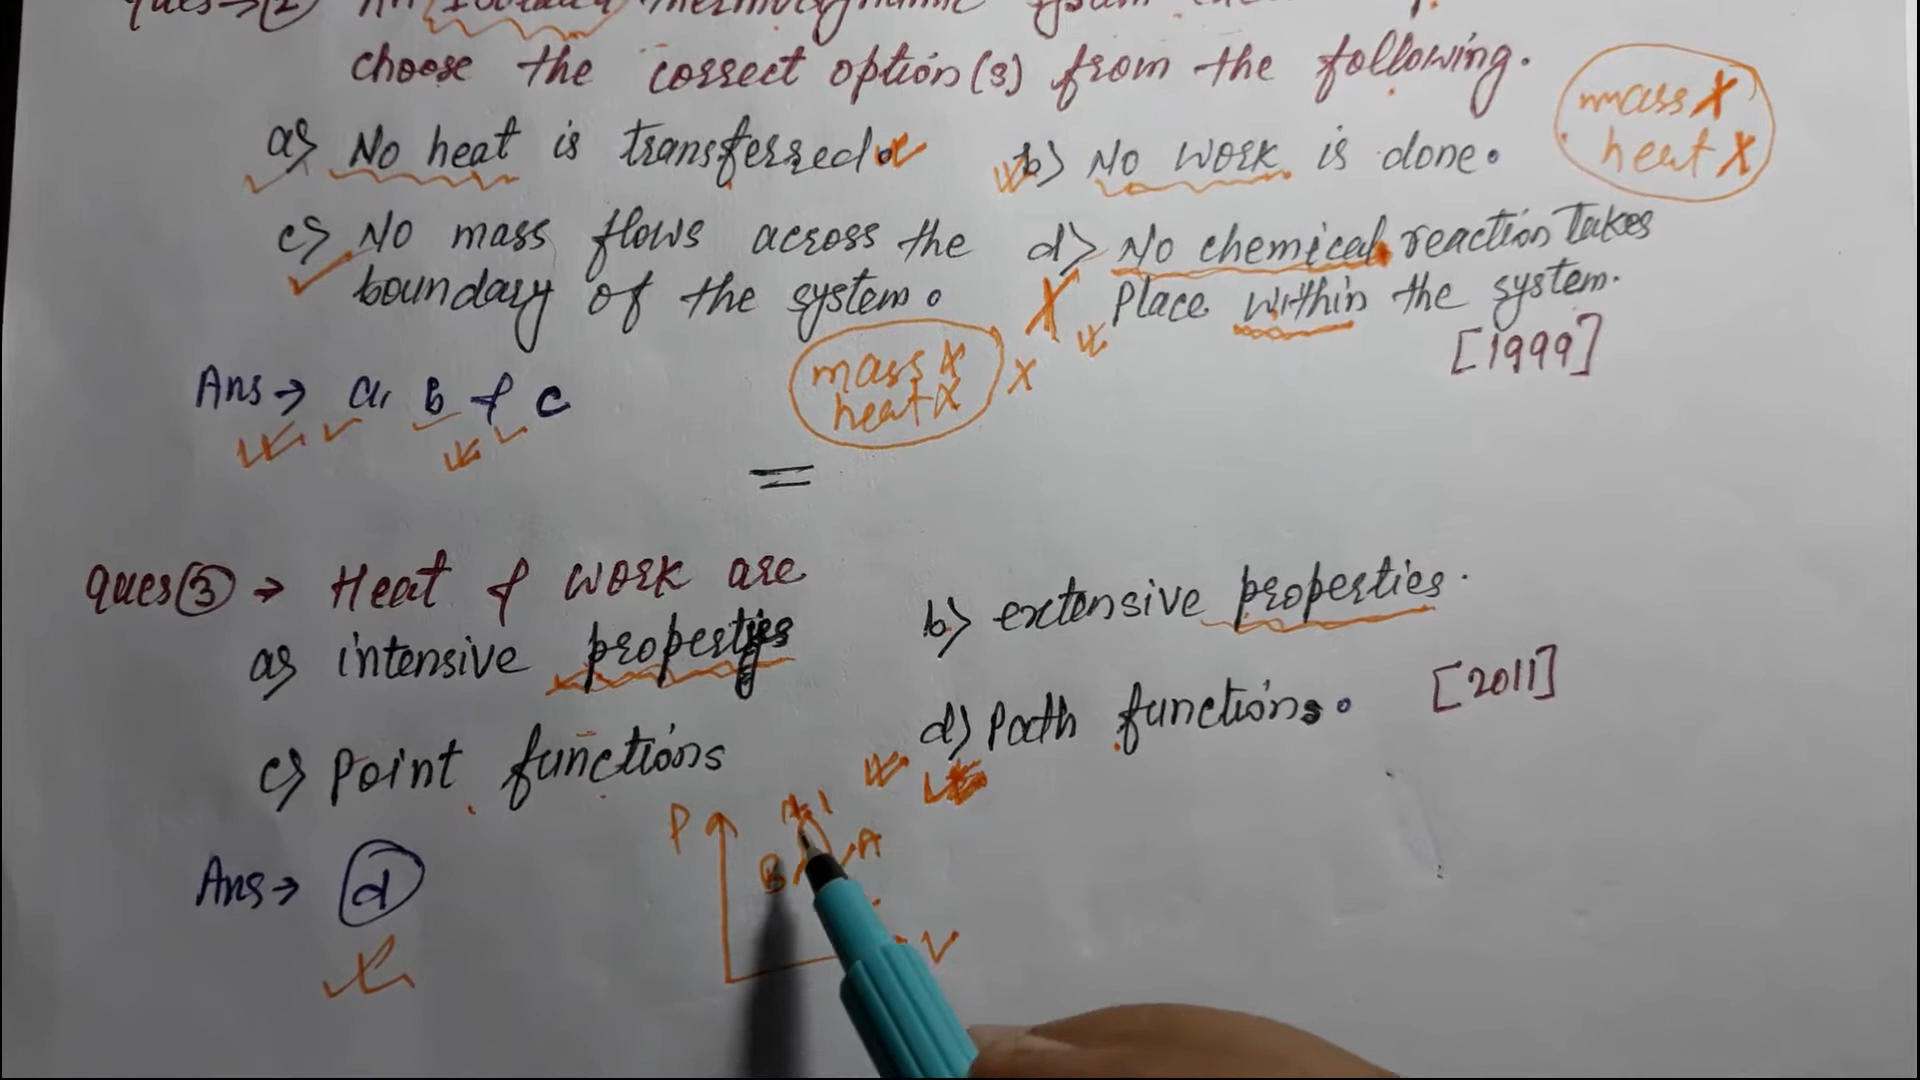 choose the correct option(s) from the following.
mass X
heat X
a) No heat is transferred. b) No work is done.
c) No mass flows across the boundary of the system.
d) No chemical reaction takes
Place within the system.
[1999]
mass X
heat X
X
Ans → a, B & C
=
Ques ③ → Heat & work are
a) intensive properties b) extensive properties.
c) Point functions d) Path functions. [2011]
Ans → d
P
B
A
V